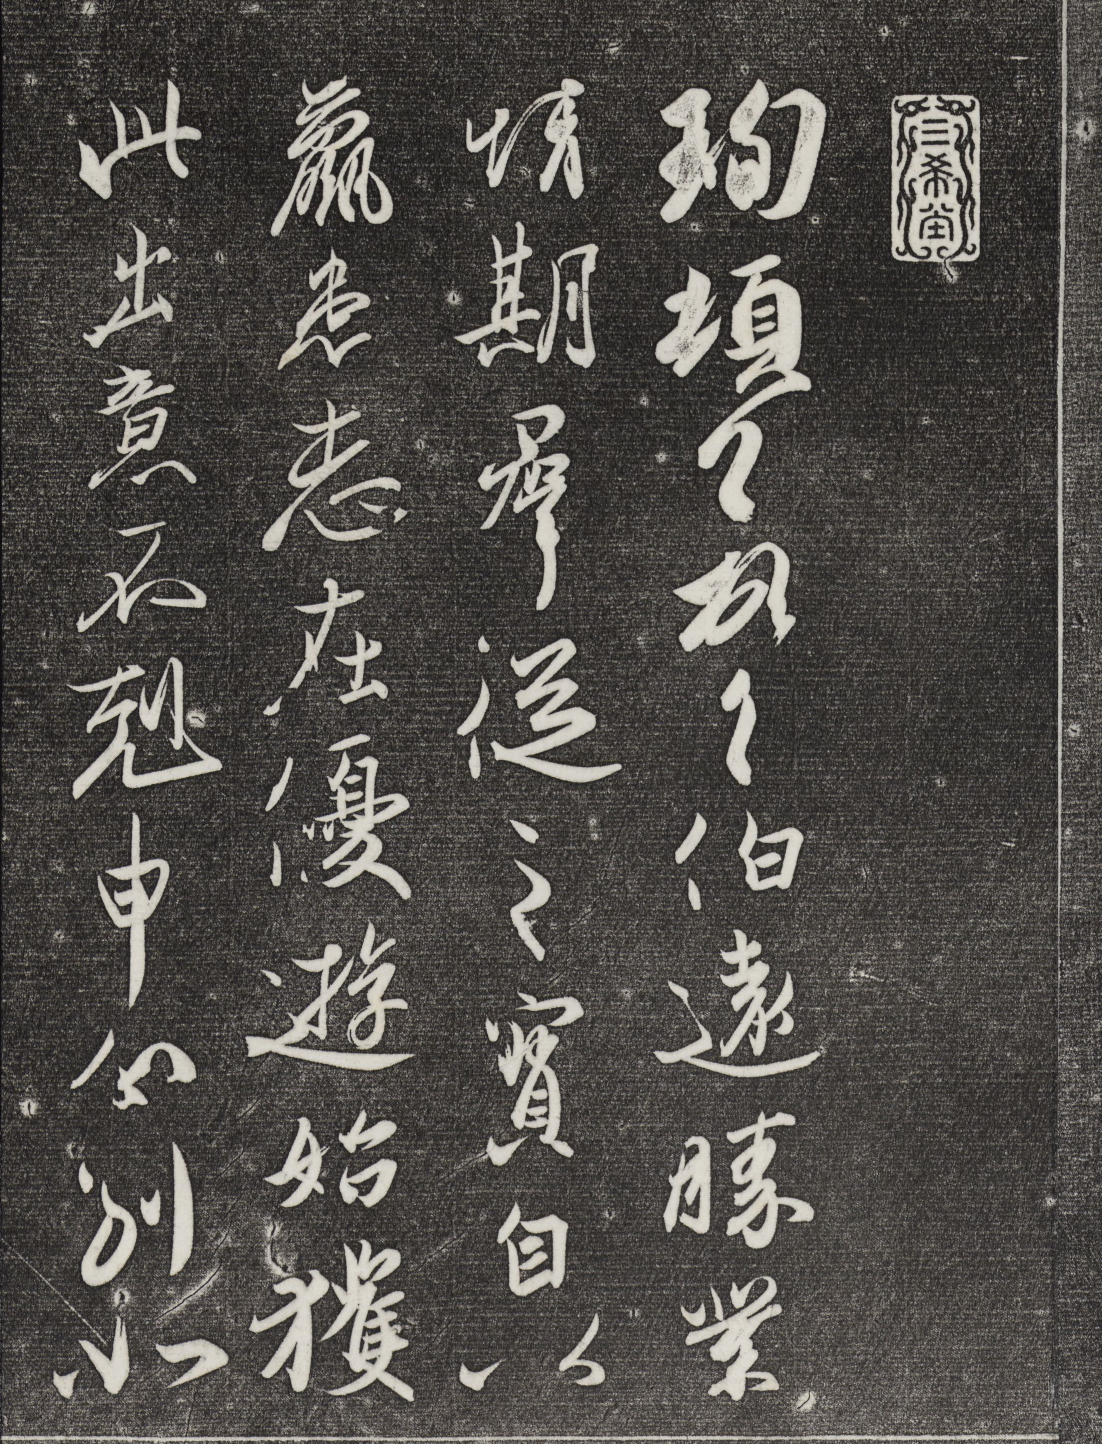 三希堂
珣頓首頓首伯遠勝業
情期群從之寶自以
羸患志在優遊始獲
此出意不剋申分別如